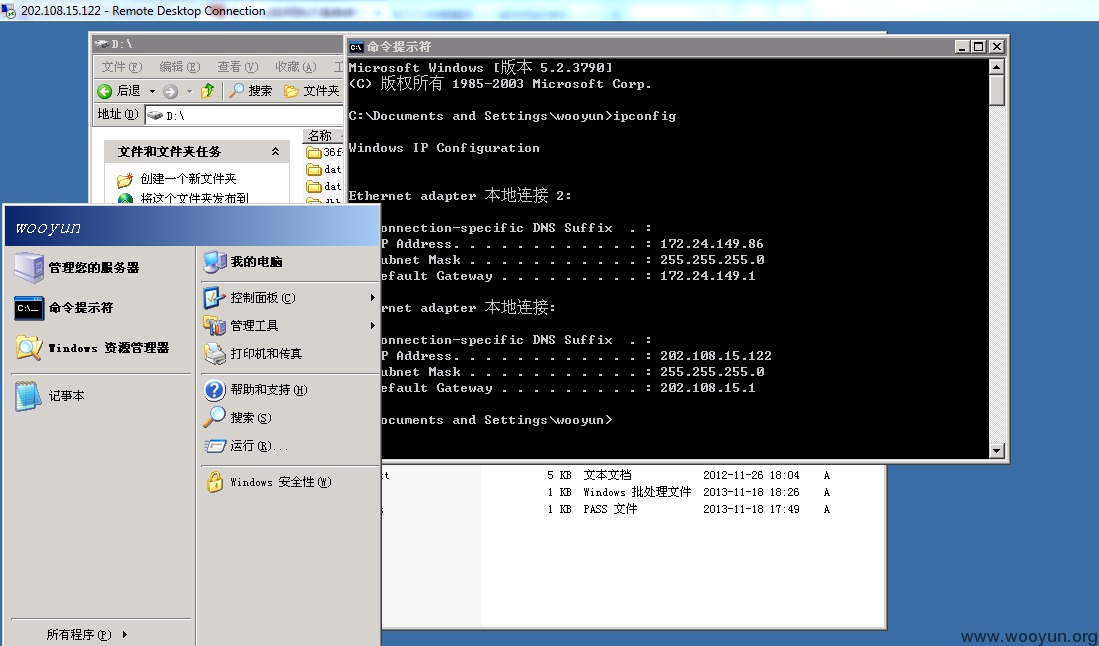 202.108.15.122 - Remote Desktop Connection
D:\
文件(F) 编辑(E) 查看(V) 收藏(A) 工
后退 搜索 文件夹
地址(D) D:\
名称
文件和文件夹任务
创建一个新文件夹
将这个文件夹发布到
36f
dat
dat
命令提示符
Microsoft Windows [版本 5.2.3790]
(C) 版权所有 1985-2003 Microsoft Corp.
C:\Documents and Settings\wooyun>ipconfig
Windows IP Configuration
Ethernet adapter 本地连接 2:
onnection-specific DNS Suffix . :
P Address. . . . . . . . . . . . : 172.24.149.86
ubnet Mask . . . . . . . . . . . : 255.255.255.0
efault Gateway . . . . . . . . . : 172.24.149.1
rnet adapter 本地连接:
onnection-specific DNS Suffix . :
P Address. . . . . . . . . . . . : 202.108.15.122
ubnet Mask . . . . . . . . . . . : 255.255.255.0
efault Gateway . . . . . . . . . : 202.108.15.1
ocuments and Settings\wooyun>
wooyun
管理您的服务器
命令提示符
Windows 资源管理器
记事本
所有程序(P)
我的电脑
控制面板(C)
管理工具
打印机和传真
帮助和支持(H)
搜索(S)
运行(R)...
Windows 安全性(W)
5 KB 文本文档 2012-11-26 18:04 A
1 KB Windows 批处理文件 2013-11-18 18:26 A
1 KB PASS 文件 2013-11-18 17:49 A
www.wooyun.org